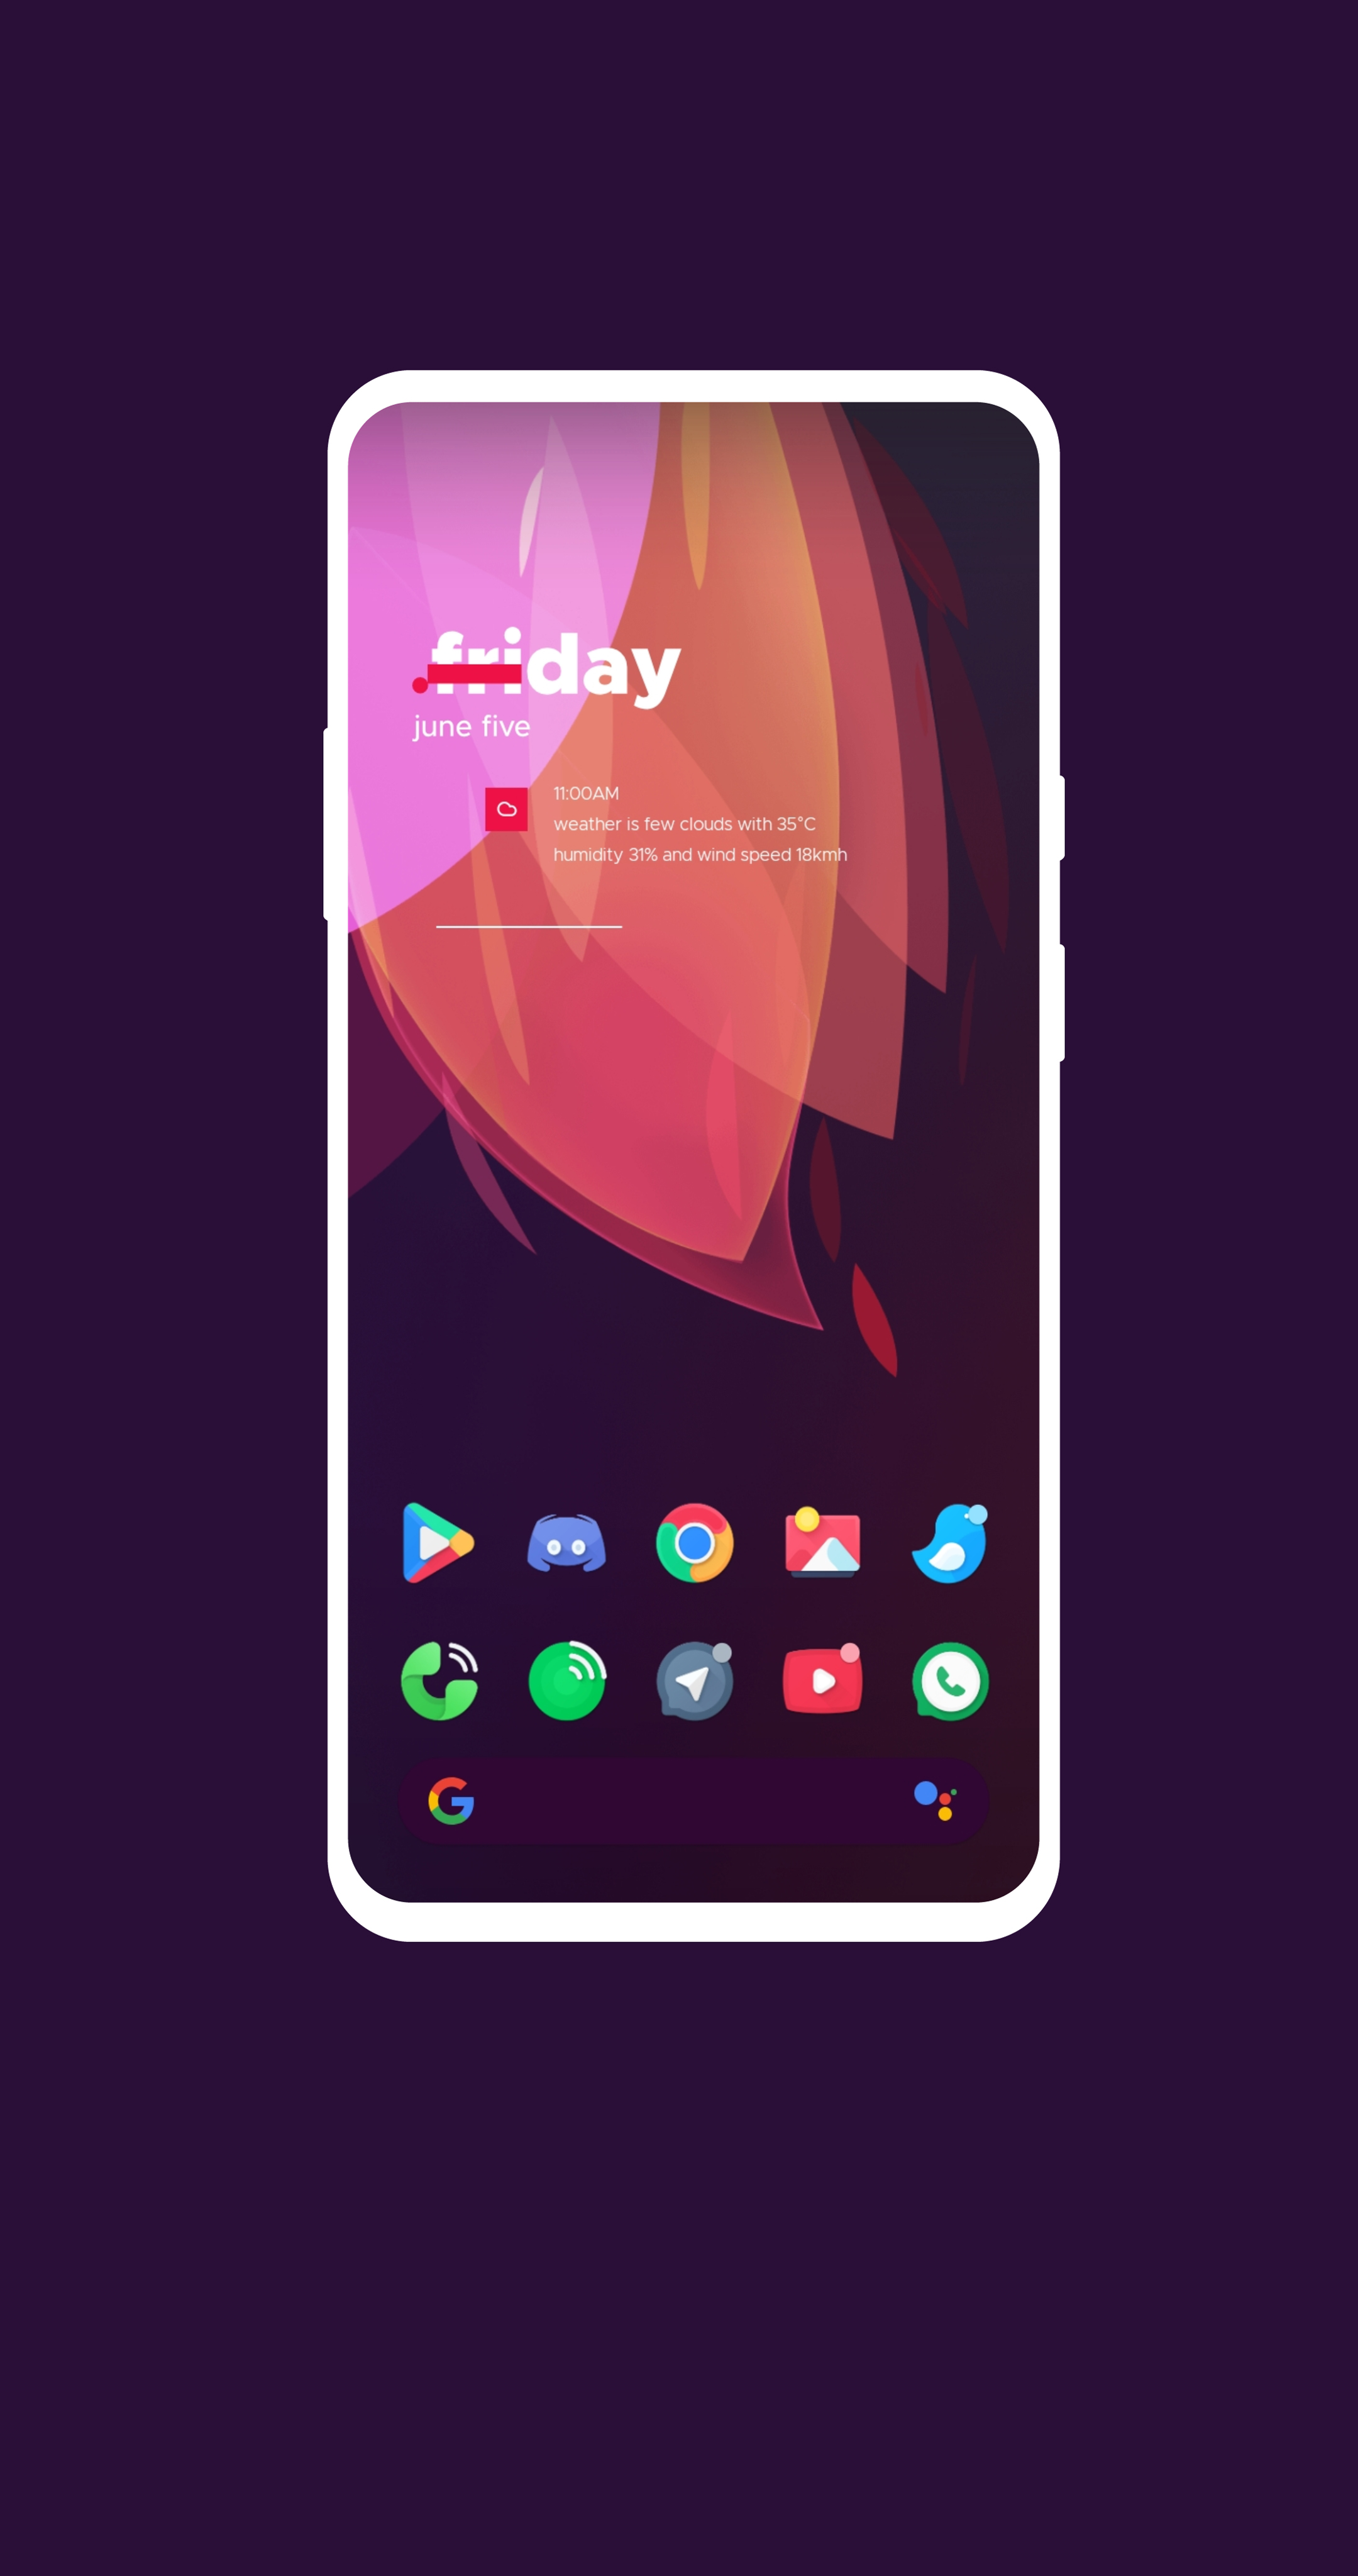 .friday
june five
11:00AM
weather is few clouds with 35°C
humidity 31% and wind speed 18kmh